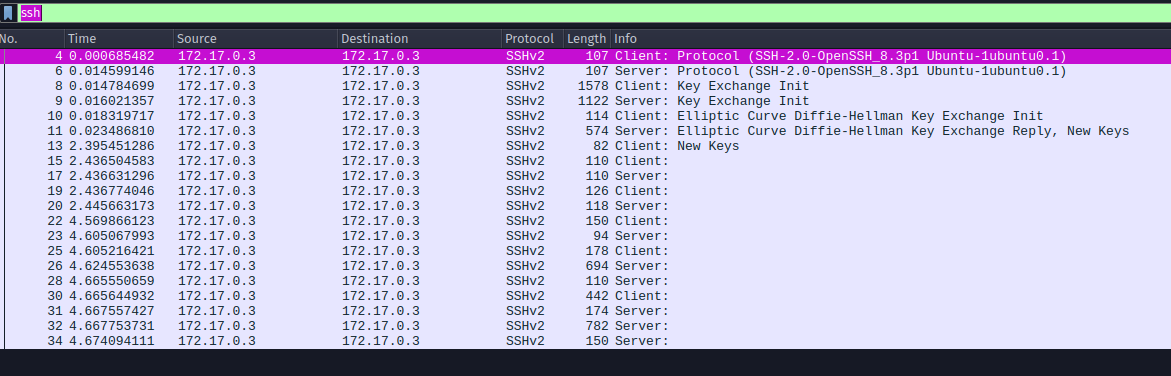 ssh
No. Time Source Destination Protocol Length Info
4 0.000685482 172.17.0.3 172.17.0.3 SSHv2 107 Client: Protocol (SSH-2.0-OpenSSH_8.3p1 Ubuntu-1ubuntu0.1)
6 0.014599146 172.17.0.3 172.17.0.3 SSHv2 107 Server: Protocol (SSH-2.0-OpenSSH_8.3p1 Ubuntu-1ubuntu0.1)
8 0.014784699 172.17.0.3 172.17.0.3 SSHv2 1578 Client: Key Exchange Init
9 0.016021357 172.17.0.3 172.17.0.3 SSHv2 1122 Server: Key Exchange Init
10 0.018319717 172.17.0.3 172.17.0.3 SSHv2 114 Client: Elliptic Curve Diffie-Hellman Key Exchange Init
11 0.023486810 172.17.0.3 172.17.0.3 SSHv2 574 Server: Elliptic Curve Diffie-Hellman Key Exchange Reply, New Keys
13 2.395451286 172.17.0.3 172.17.0.3 SSHv2 82 Client: New Keys
15 2.436504583 172.17.0.3 172.17.0.3 SSHv2 110 Client:
17 2.436631296 172.17.0.3 172.17.0.3 SSHv2 110 Server:
19 2.436774046 172.17.0.3 172.17.0.3 SSHv2 126 Client:
20 2.445663173 172.17.0.3 172.17.0.3 SSHv2 118 Server:
22 4.569866123 172.17.0.3 172.17.0.3 SSHv2 150 Client:
23 4.605067993 172.17.0.3 172.17.0.3 SSHv2 94 Server:
25 4.605216421 172.17.0.3 172.17.0.3 SSHv2 178 Client:
26 4.624553638 172.17.0.3 172.17.0.3 SSHv2 694 Server:
28 4.665550659 172.17.0.3 172.17.0.3 SSHv2 110 Server:
30 4.665644932 172.17.0.3 172.17.0.3 SSHv2 442 Client:
31 4.667557427 172.17.0.3 172.17.0.3 SSHv2 174 Server:
32 4.667753731 172.17.0.3 172.17.0.3 SSHv2 782 Server:
34 4.674094111 172.17.0.3 172.17.0.3 SSHv2 150 Server: